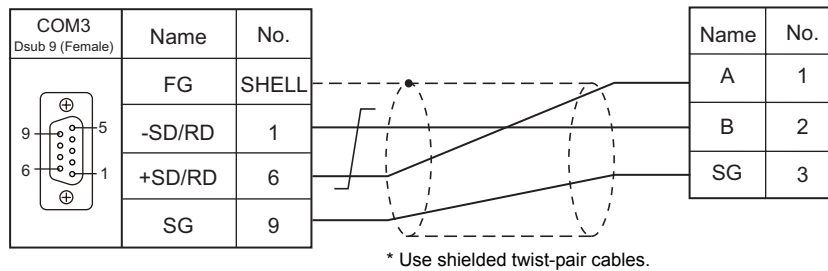 COM3
Dsub 9 (Female)
Name No.
FG SHELL
-SD/RD 1
+SD/RD 6
SG 9
9 5
6 1
Name No.
A 1
B 2
SG 3
* Use shielded twist-pair cables.